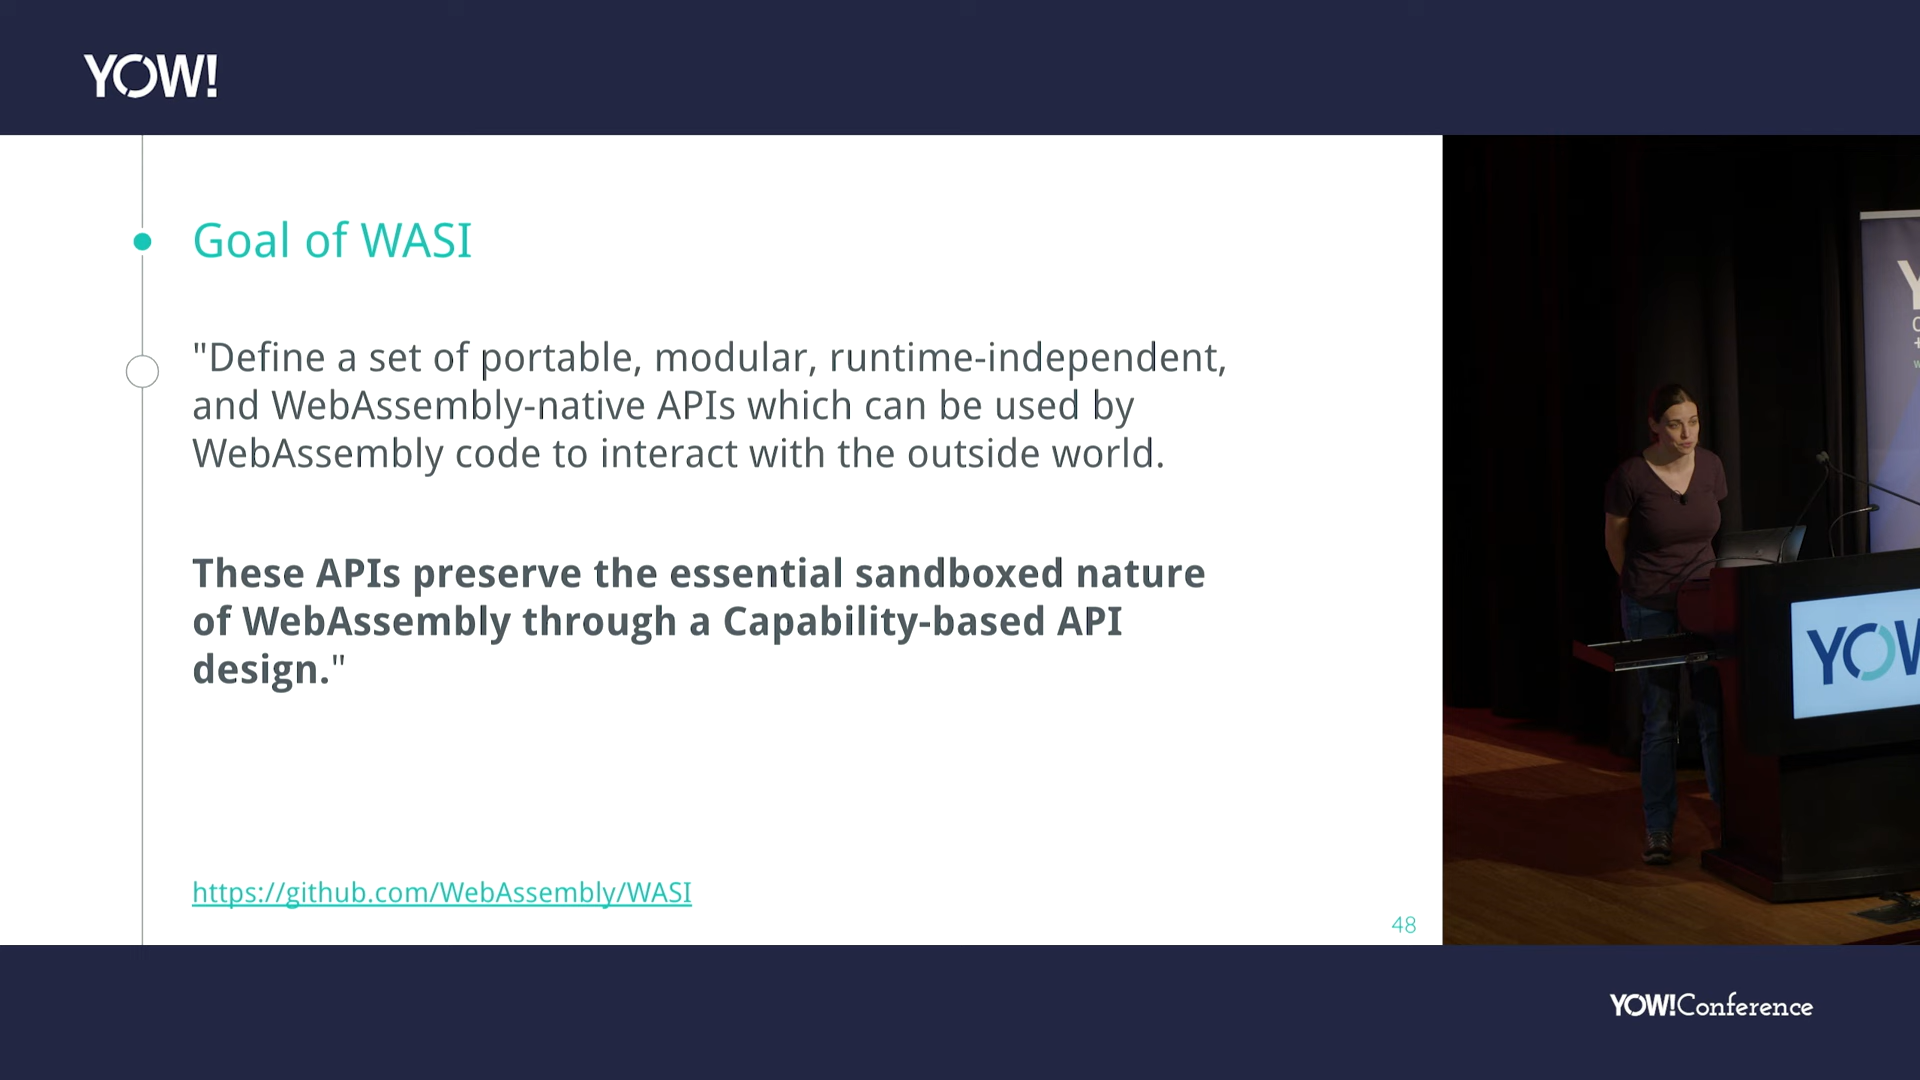 YOW!
Goal of WASI
"Define a set of portable, modular, runtime-independent,
and WebAssembly-native APIs which can be used by
WebAssembly code to interact with the outside world.
These APIs preserve the essential sandboxed nature
of WebAssembly through a Capability-based API
design."
https://github.com/WebAssembly/WASI
48
YOW
YOW!Conference